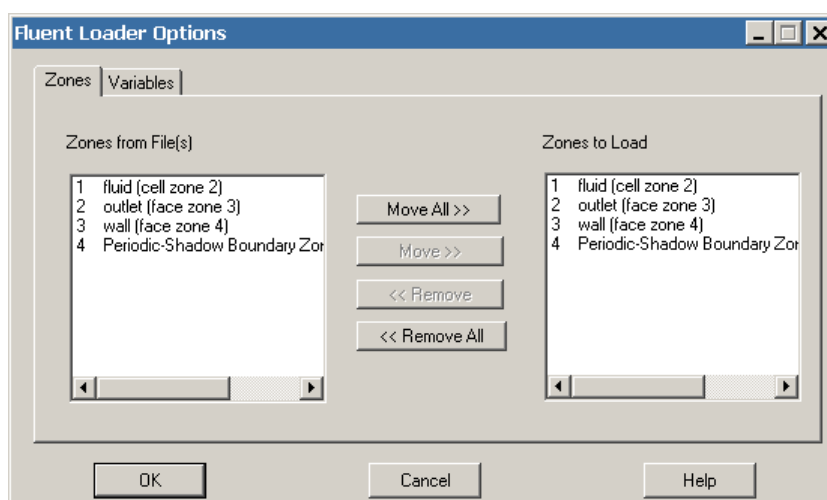 Fluent Loader Options
Zones Variables
Zones from File(s)
1 fluid (cell zone 2)
2 outlet (face zone 3)
3 wall (face zone 4)
4 Periodic-Shadow Boundary Zor
Move All >>
Move >>
<< Remove
<< Remove All
Zones to Load
1 fluid (cell zone 2)
2 outlet (face zone 3)
3 wall (face zone 4)
4 Periodic-Shadow Boundary Zor
OK Cancel Help